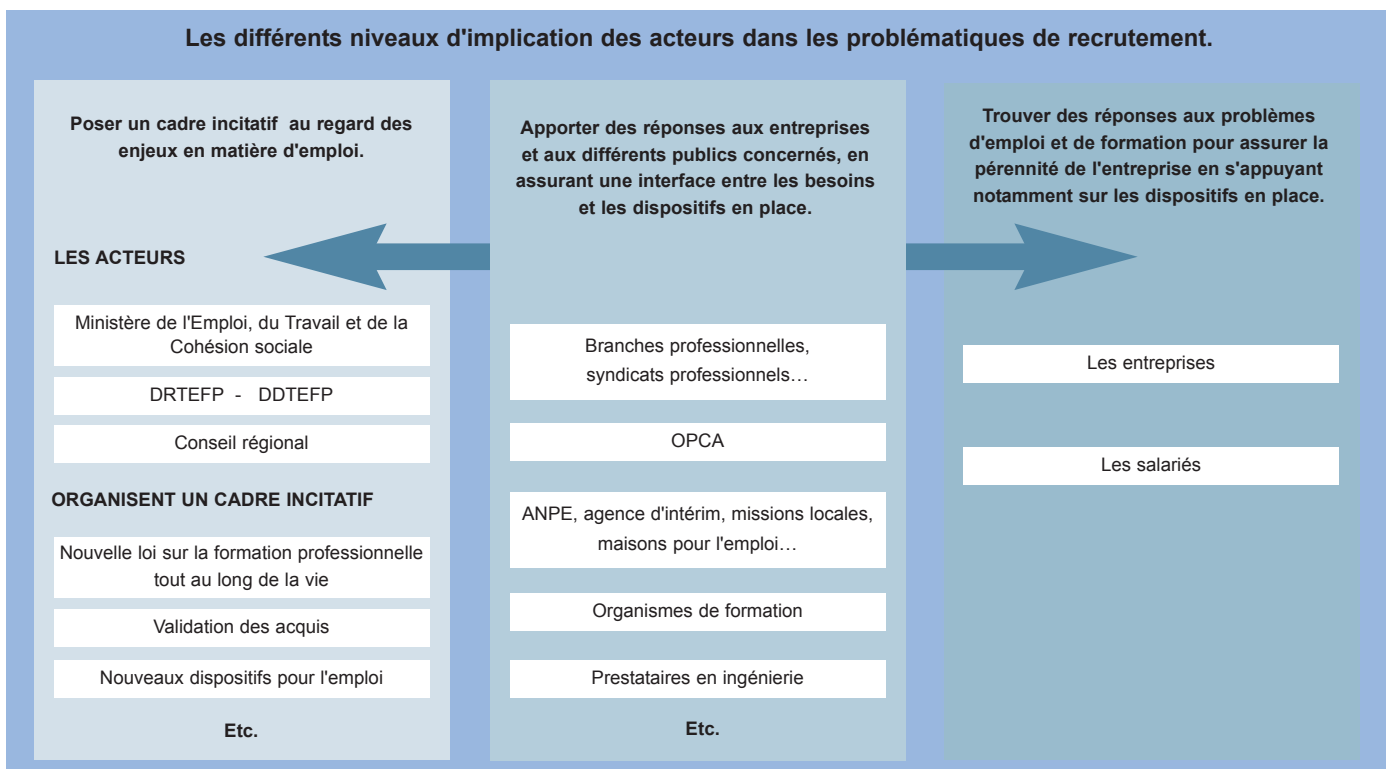 Les différents niveaux d'implication des acteurs dans les problématiques de recrutement.
Poser un cadre incitatif au regard des
enjeux en matière d'emploi.
LES ACTEURS
Ministère de l'Emploi, du Travail et de la
Cohésion sociale
DRTEFP - DDTEFP
Conseil régional
ORGANISENT UN CADRE INCITATIF
Nouvelle loi sur la formation professionnelle
tout au long de la vie
Validation des acquis
Nouveaux dispositifs pour l'emploi
Etc.
Apporter des réponses aux entreprises
et aux différents publics concernés, en
assurant une interface entre les besoins
et les dispositifs en place.
Branches professionnelles,
syndicats professionnels…
OPCA
ANPE, agence d'intérim, missions locales,
maisons pour l'emploi…
Organismes de formation
Prestataires en ingénierie
Etc.
Trouver des réponses aux problèmes
d'emploi et de formation pour assurer la
pérennité de l'entreprise en s'appuyant
notamment sur les dispositifs en place.
Les entreprises
Les salariés